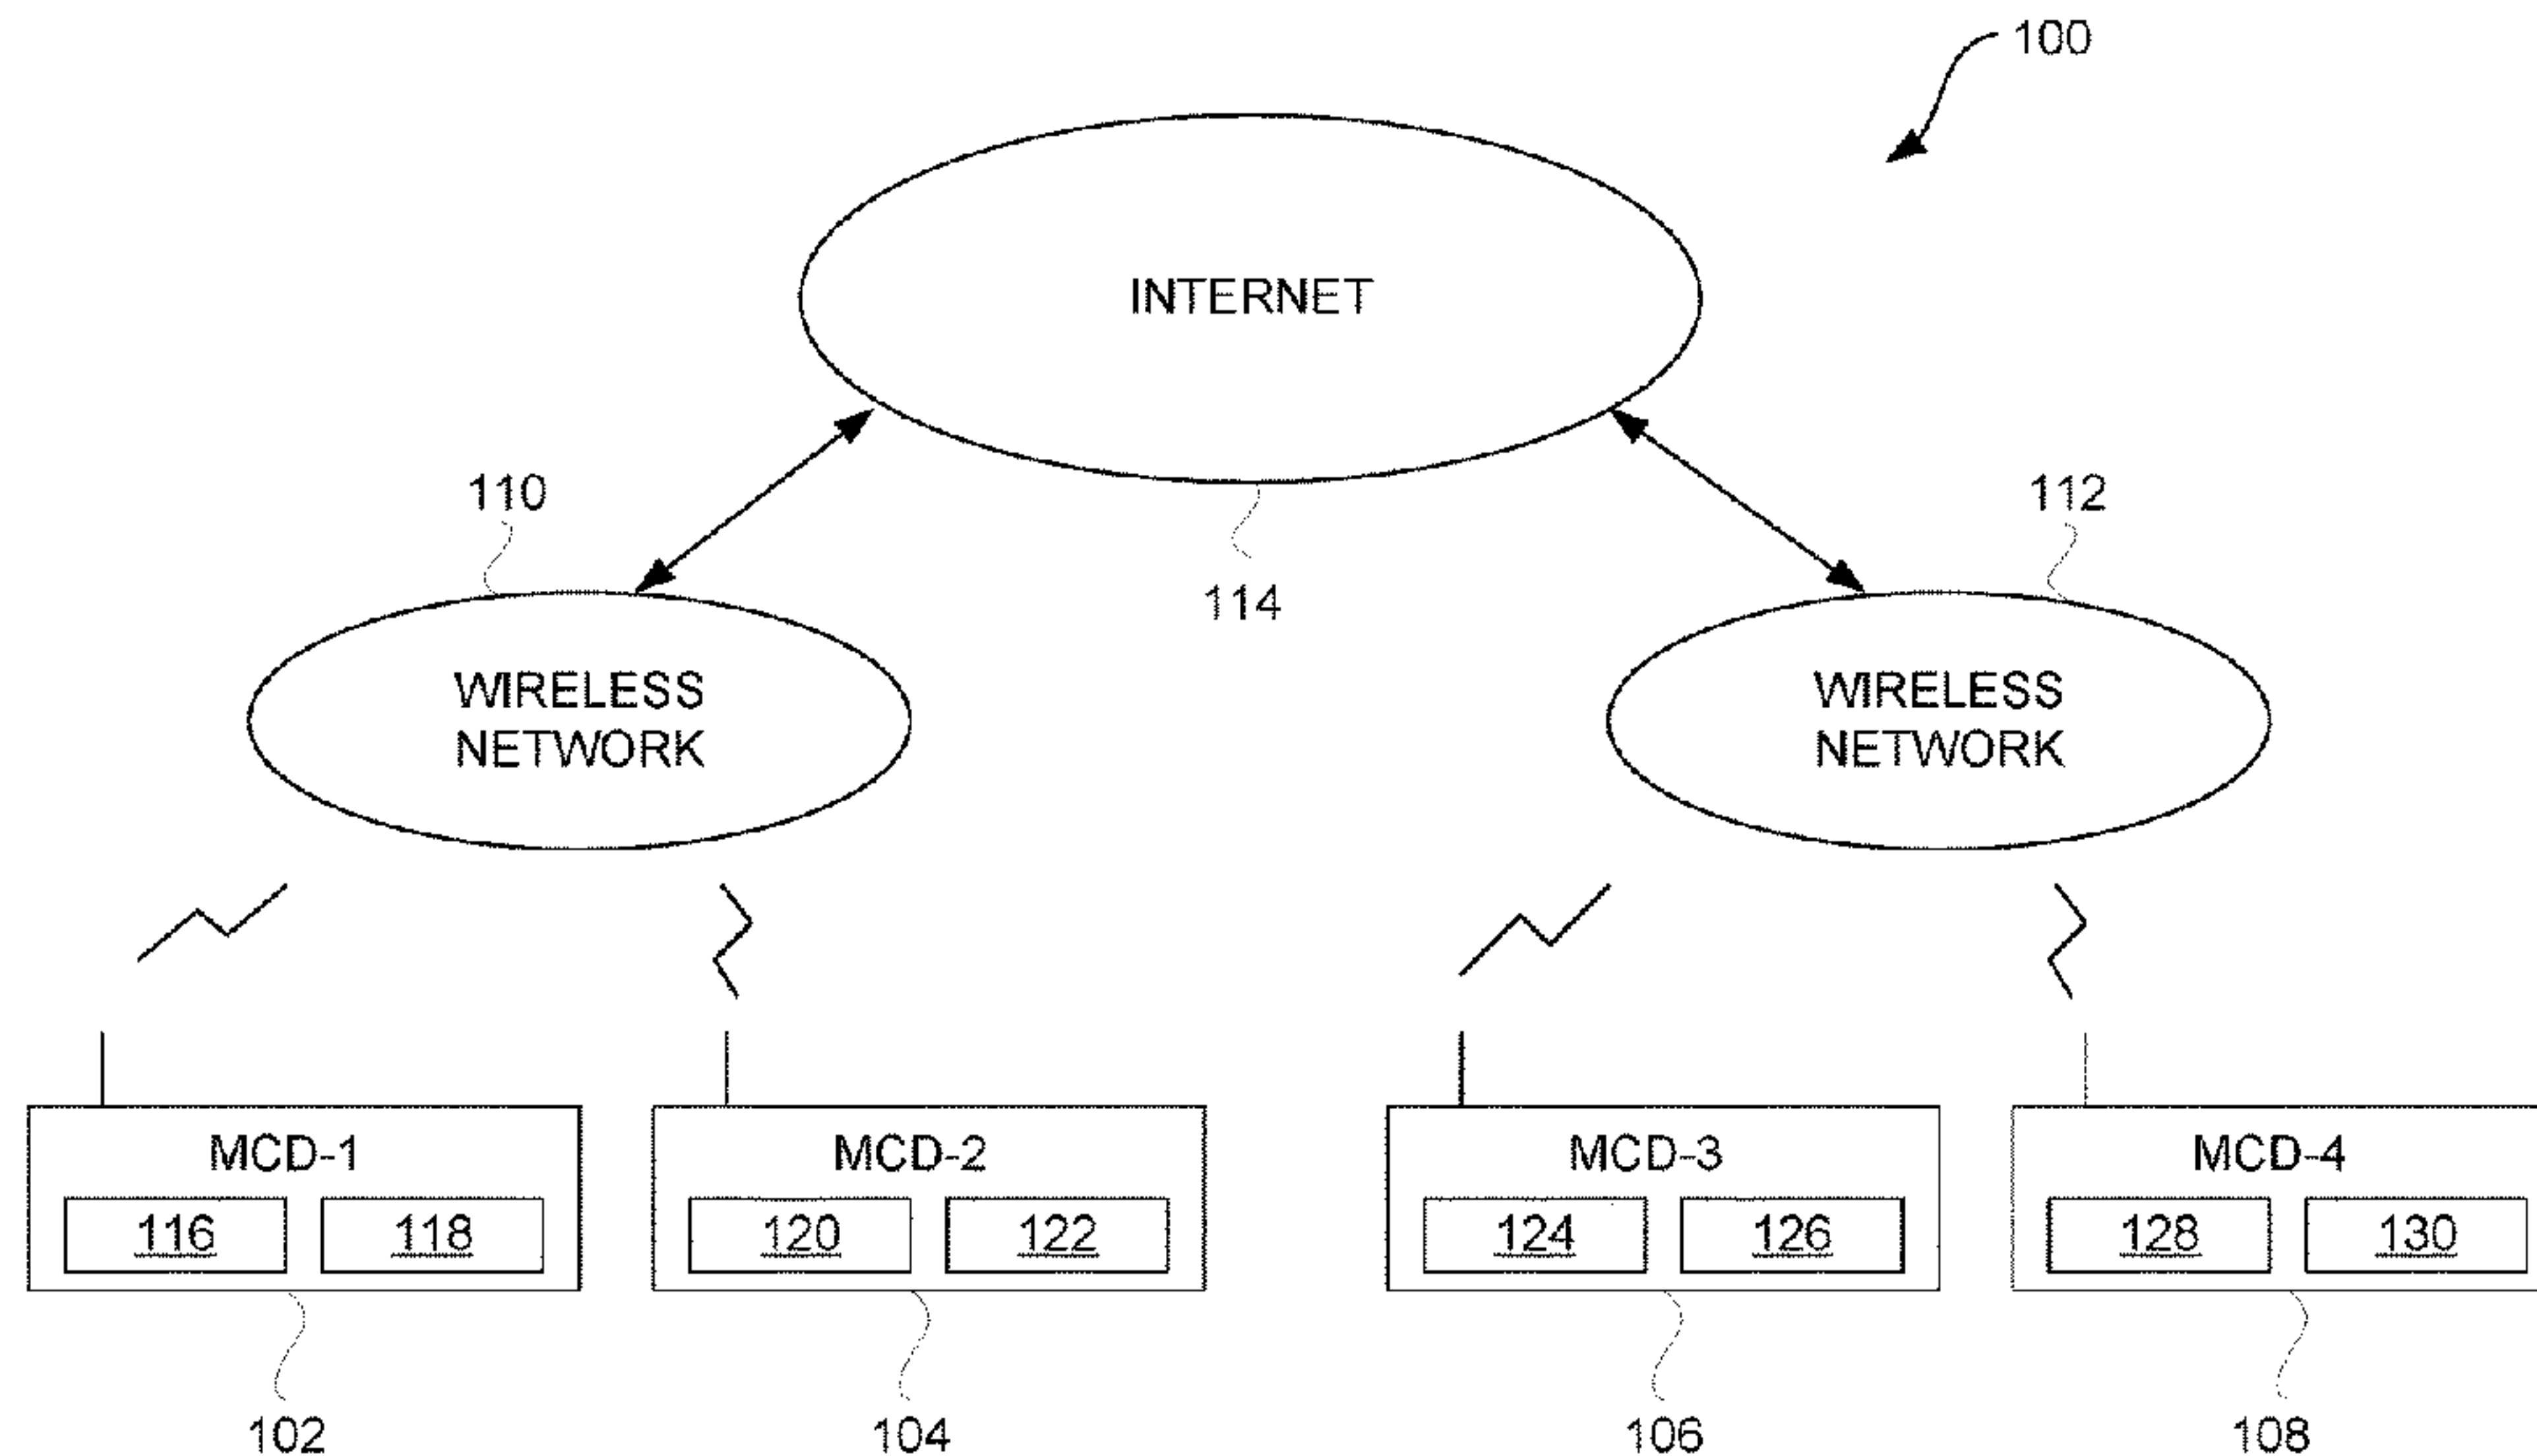 100
INTERNET
110
112
114
WIRELESS
NETWORK
WIRELESS
NETWORK
MCD-1
MCD-2
MCD-3
MCD-4
116
118
120
122
124
126
128
130
102
104
106
108